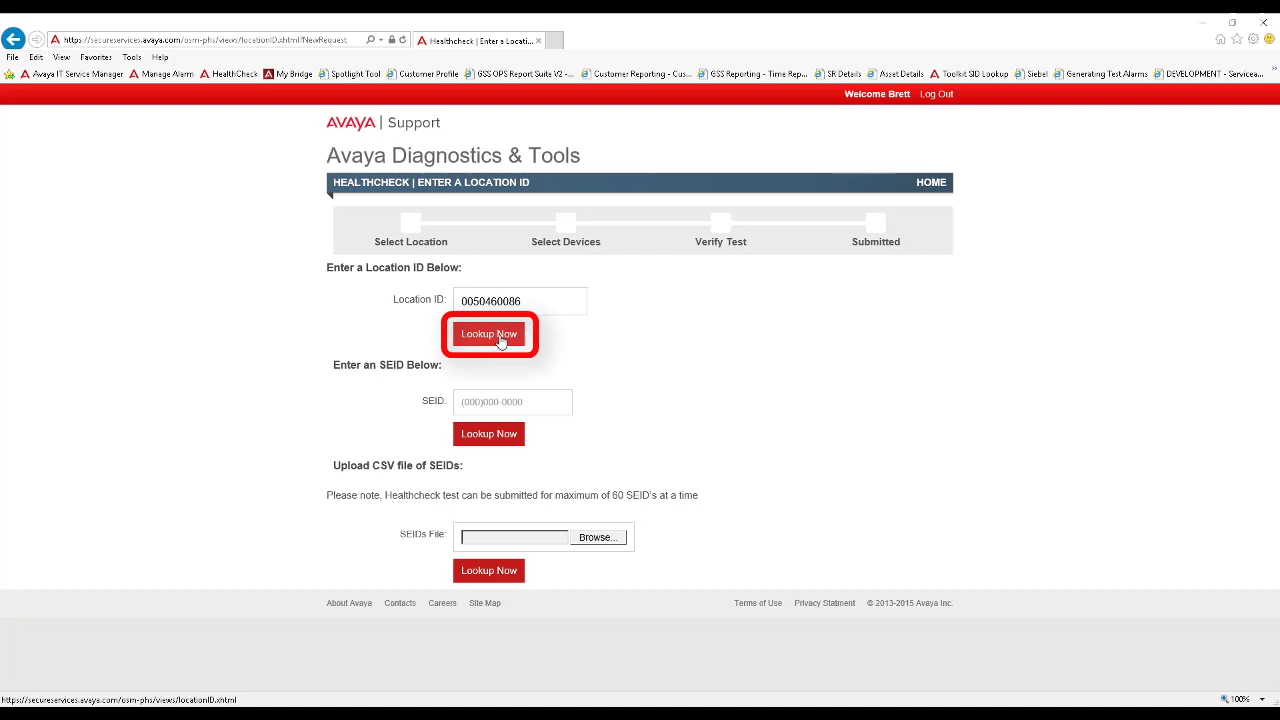 https://secureservices.avaya.com/osm-phs/views/locationID.xhtml?NewRequest
Healthcheck | Enter a Locati...
File Edit View Favorites Tools Help
Avaya IT Service Manager Manage Alarm HealthCheck My Bridge Spotlight Tool Customer Profile GSS OPS Report Suite V2 -... Customer Reporting - Cus... GSS Reporting - Time Rep... SR Details Asset Details Toolkit SID Lookup Siebel Generating Test Alarms DEVELOPMENT - Servicea...
Welcome Brett Log Out
AVAYA | Support
Avaya Diagnostics & Tools
HEALTHCHECK | ENTER A LOCATION ID HOME
Select Location Select Devices Verify Test Submitted
Enter a Location ID Below:
Location ID: 0050460086
Lookup Now
Enter an SEID Below:
SEID: (000)000-0000
Lookup Now
Upload CSV file of SEIDs:
Please note, Healthcheck test can be submitted for maximum of 60 SEID's at a time
SEIDs File: Browse...
Lookup Now
About Avaya Contacts Careers Site Map Terms of Use Privacy Statment © 2013-2015 Avaya Inc.
https://secureservices.avaya.com/osm-phs/views/locationID.xhtml
100%